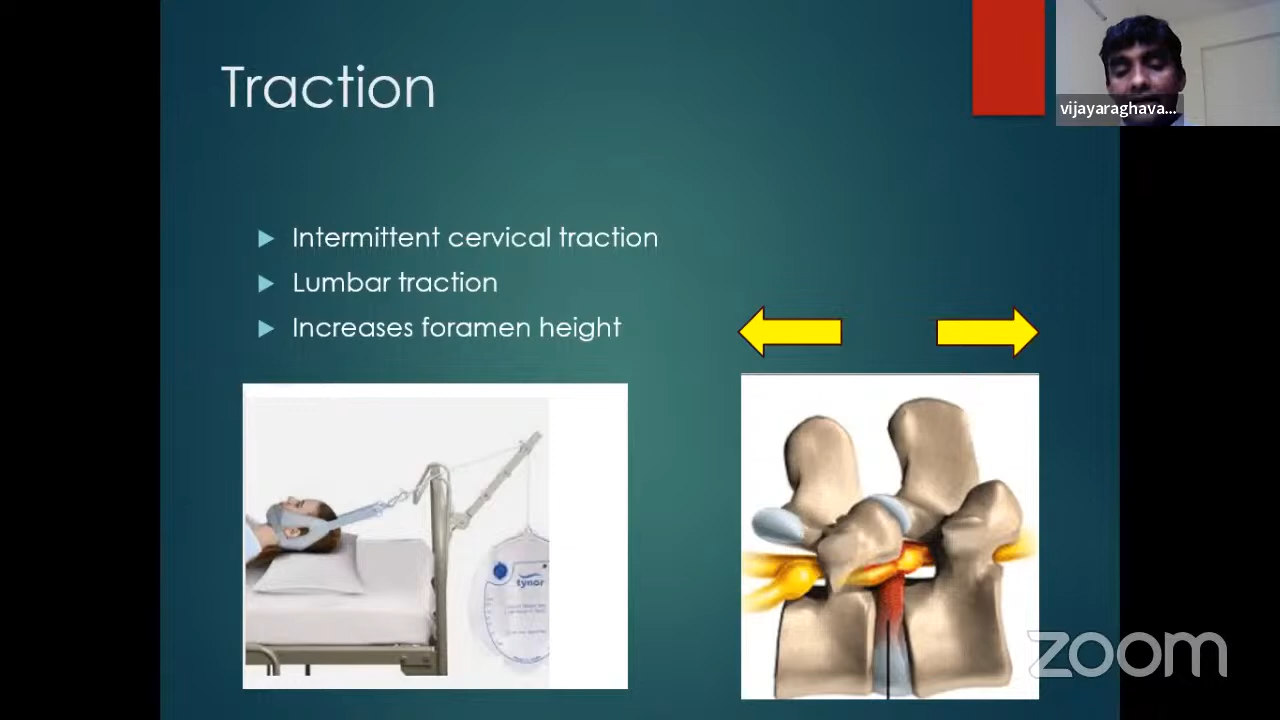 Traction
vijayaraghava...
Intermittent cervical traction
Lumbar traction
Increases foramen height
tynor
zoom